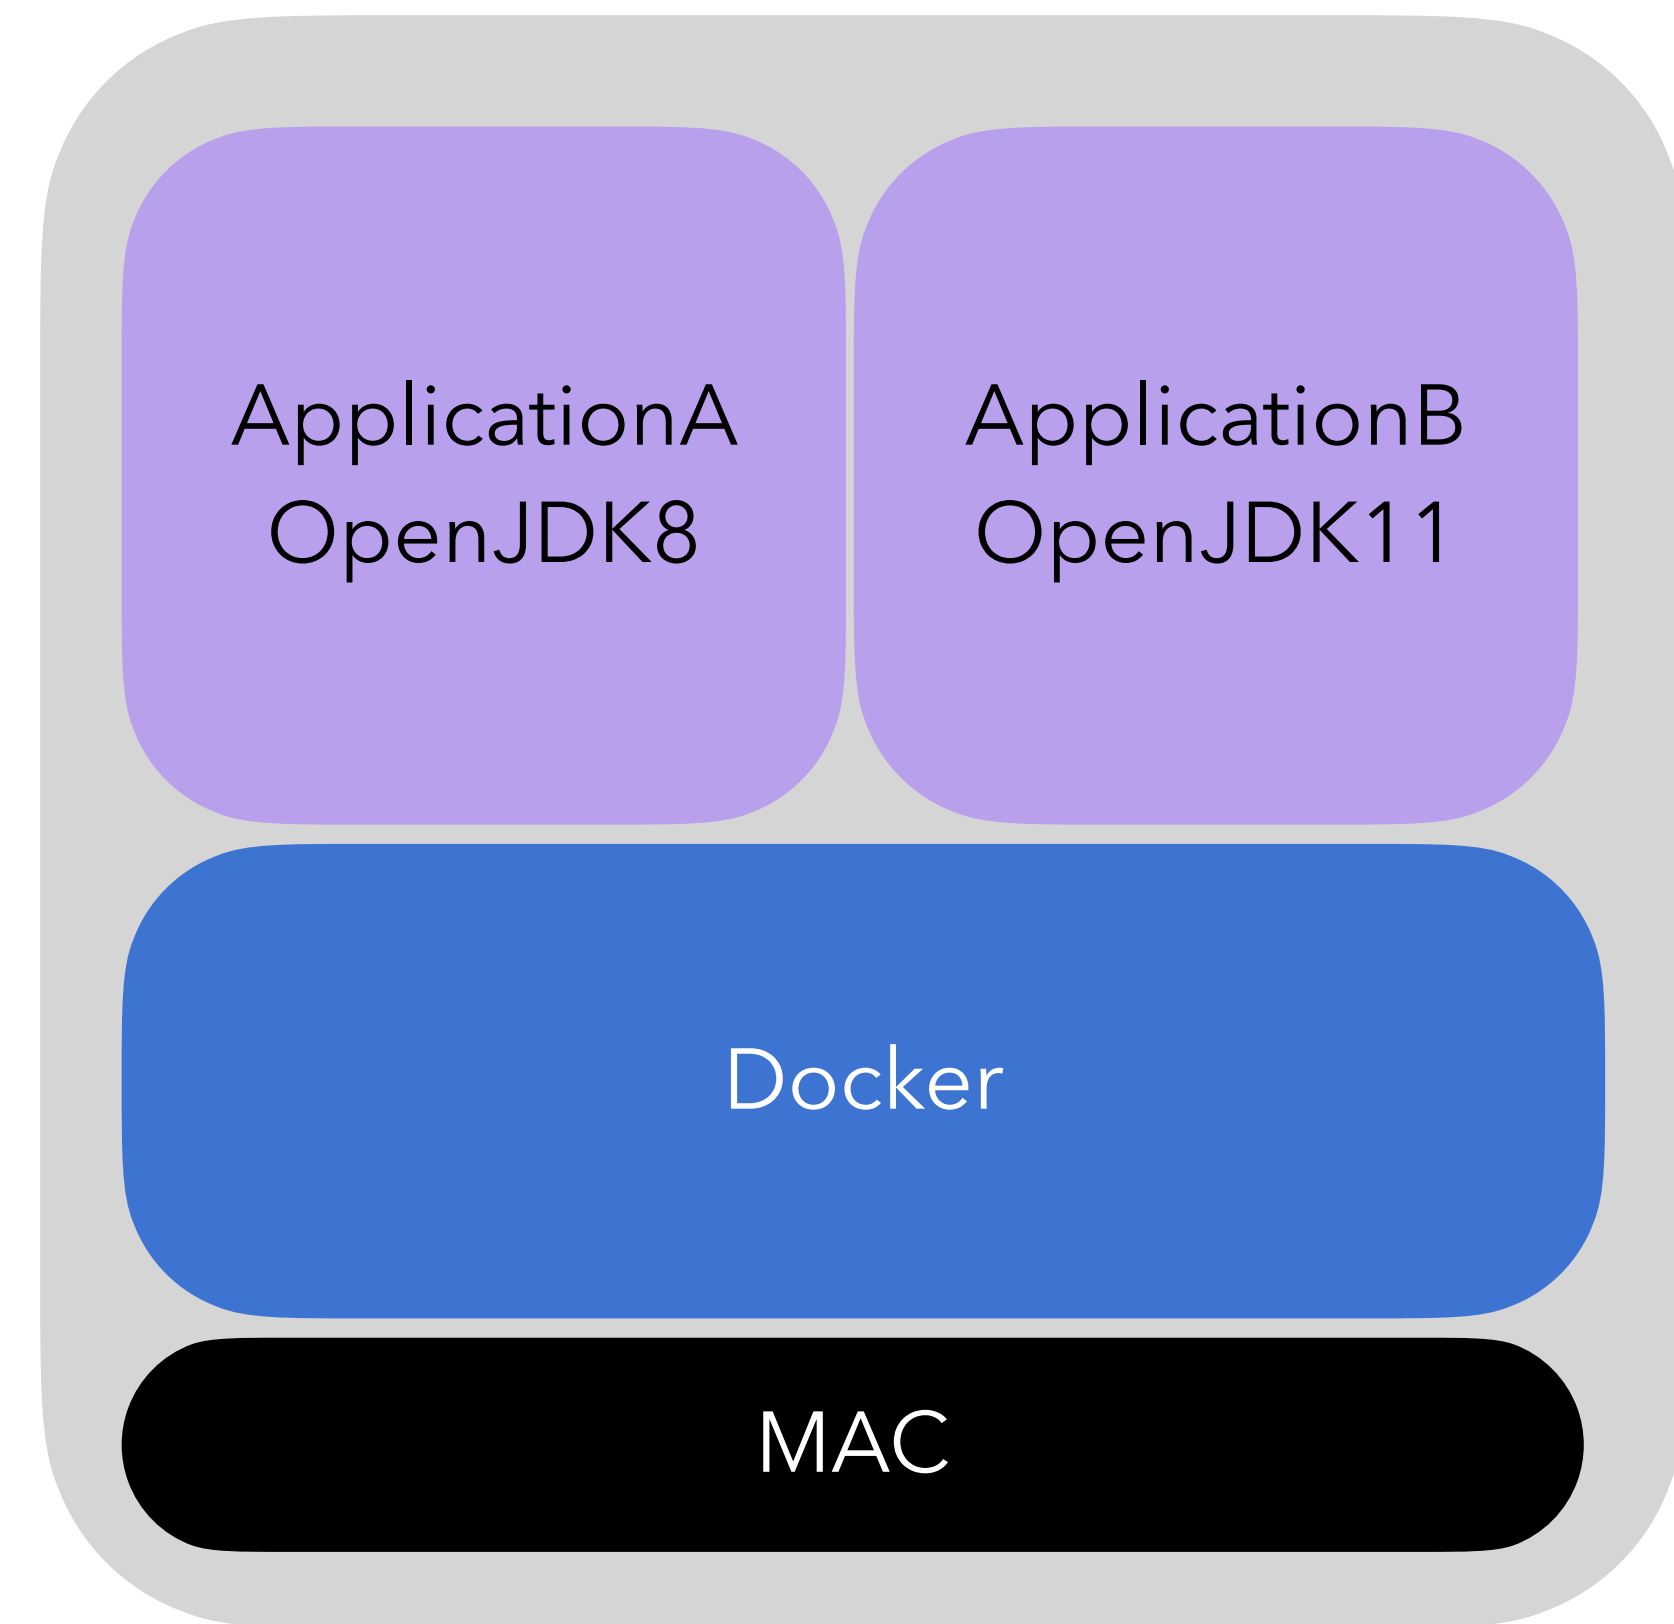 ApplicationA
OpenJDK8
ApplicationB
OpenJDK11
Docker
MAC